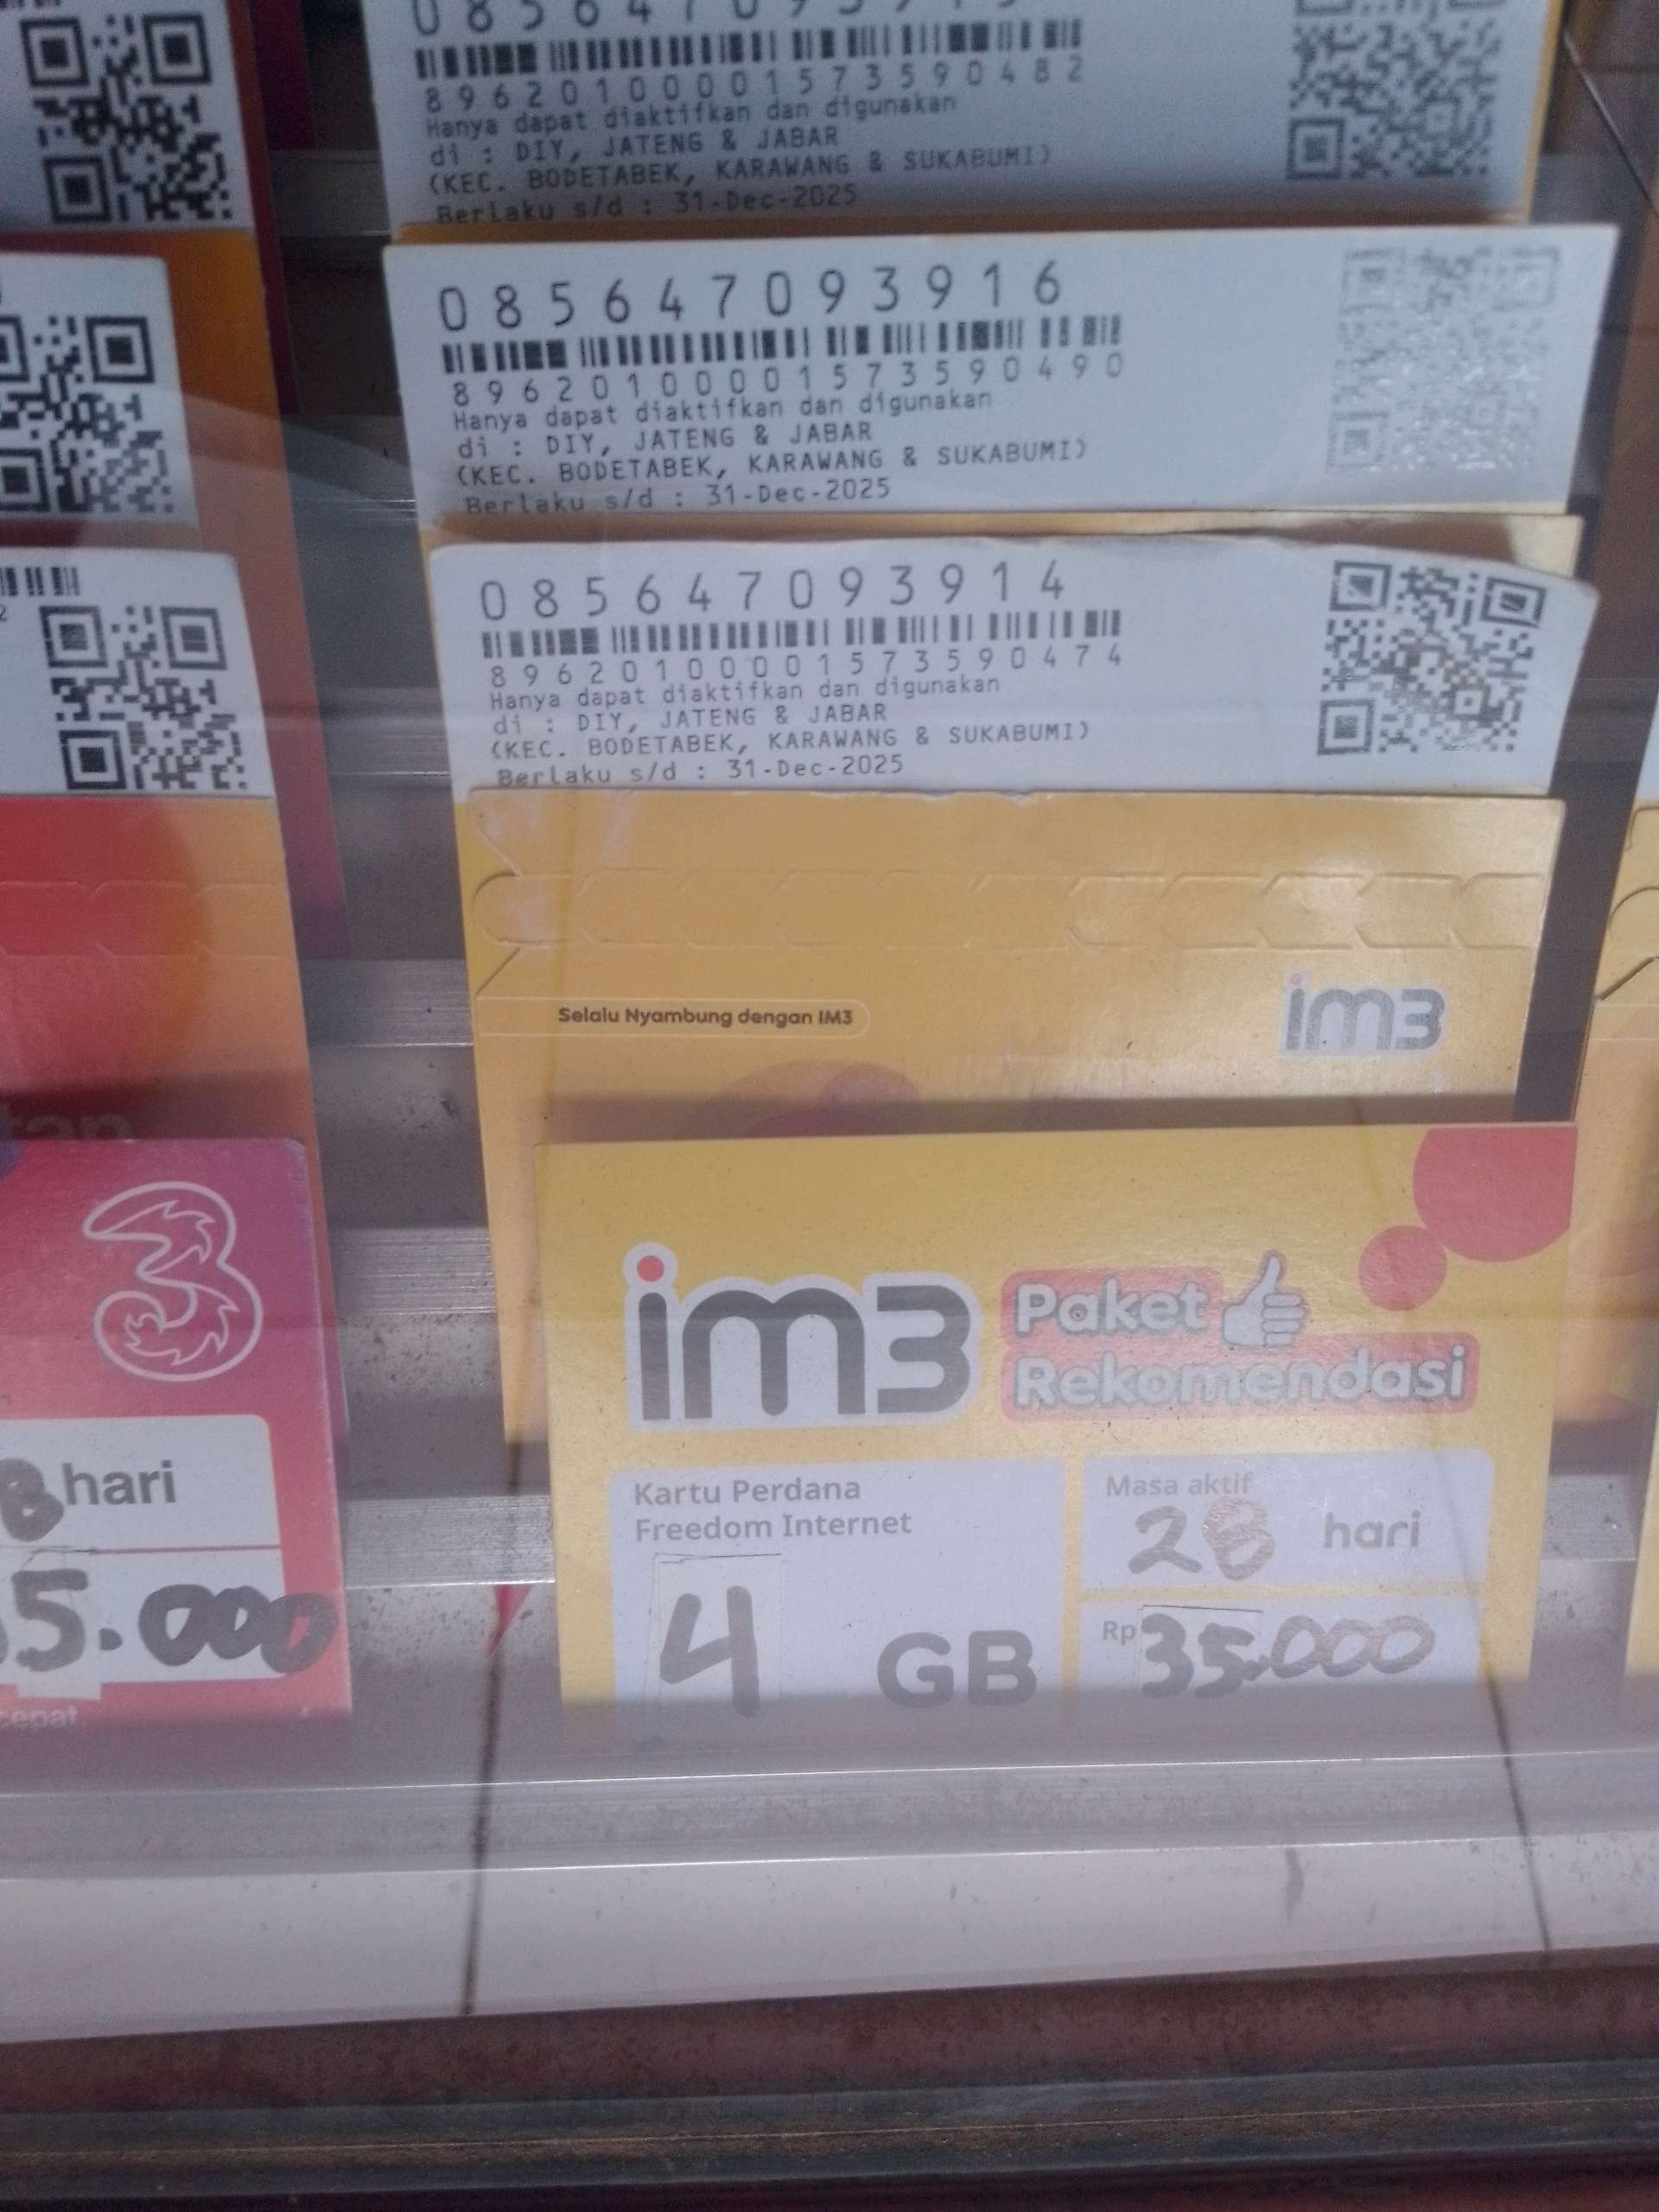 89620100001573590482
Hanya dapat diaktifkan dan digunakan
di : DIY, JATENG & JABAR
(KEC. BODETABEK, KARAWANG & SUKABUMI)
Berlaku s/d : 31-Dec-2025
085647093916
89620100001573590490
Hanya dapat diaktifkan dan digunakan
di : DIY, JATENG & JABAR
(KEC. BODETABEK, KARAWANG & SUKABUMI)
Berlaku s/d : 31-Dec-2025
085647093914
89620100001573590474
Hanya dapat diaktifkan dan digunakan
di : DIY, JATENG & JABAR
(KEC. BODETABEK, KARAWANG & SUKABUMI)
Berlaku s/d : 31-Dec-2025
Selalu Nyambung dengan IM3
im3
im3
Paket
Rekomendasi
Kartu Perdana
Freedom Internet
4 GB
Masa aktif
28 hari
Rp 35.000
3
8 hari
5.000
cepat.